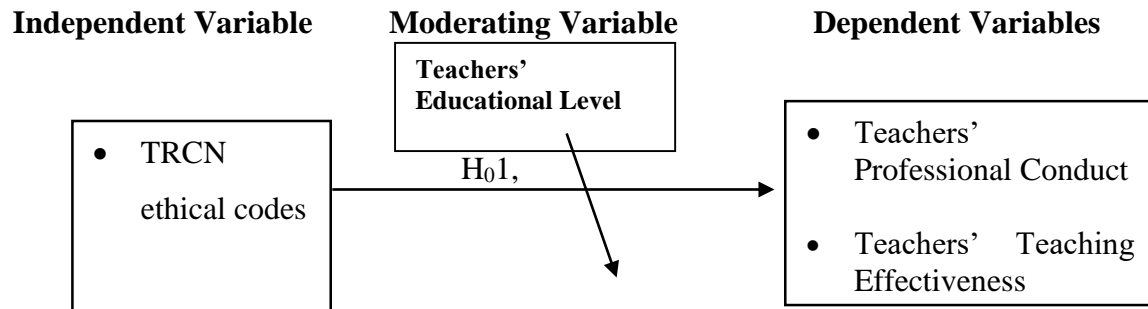 Independent Variable Moderating Variable Dependent Variables
Teachers’
Educational Level
• TRCN
ethical codes
H₀1,
• Teachers’
Professional Conduct
• Teachers’ Teaching
Effectiveness